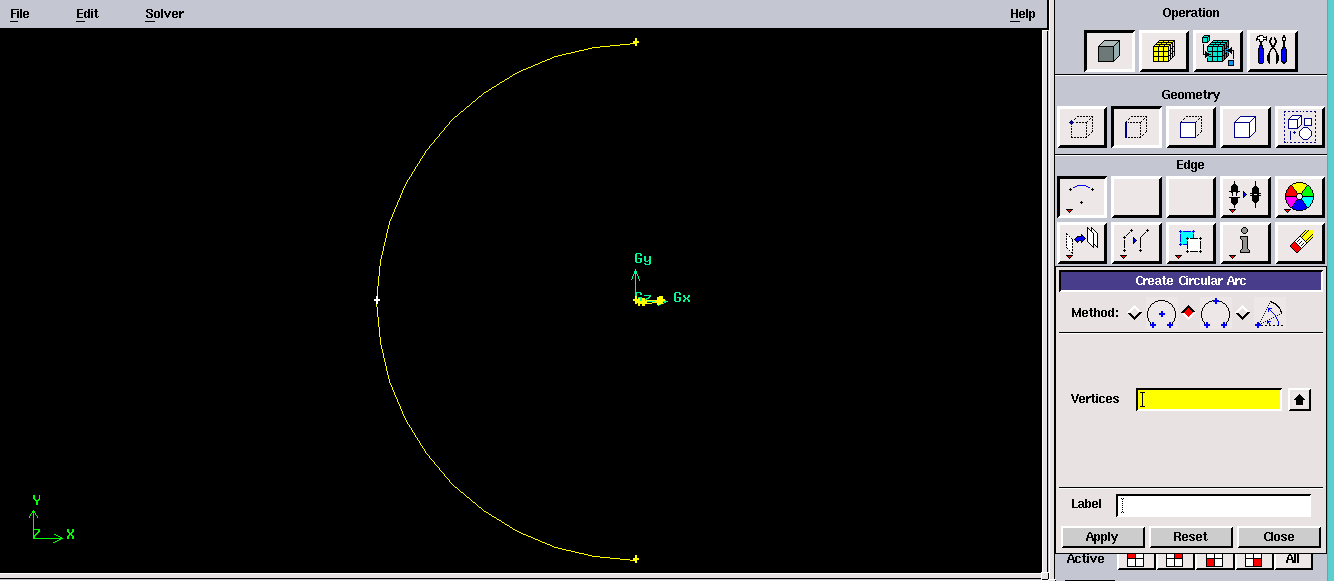 File Edit Solver Help
Operation
Geometry
Edge
Create Circular Arc
Method:
Vertices
Label
Apply Reset Close
Active All
Gy
Gz Gx
Y
Z X